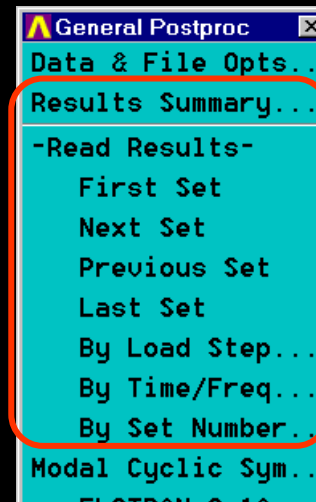 General Postproc
Data & File Opts..
Results Summary...
-Read Results-
First Set
Next Set
Previous Set
Last Set
By Load Step...
By Time/Freq...
By Set Number..
Modal Cyclic Sym..